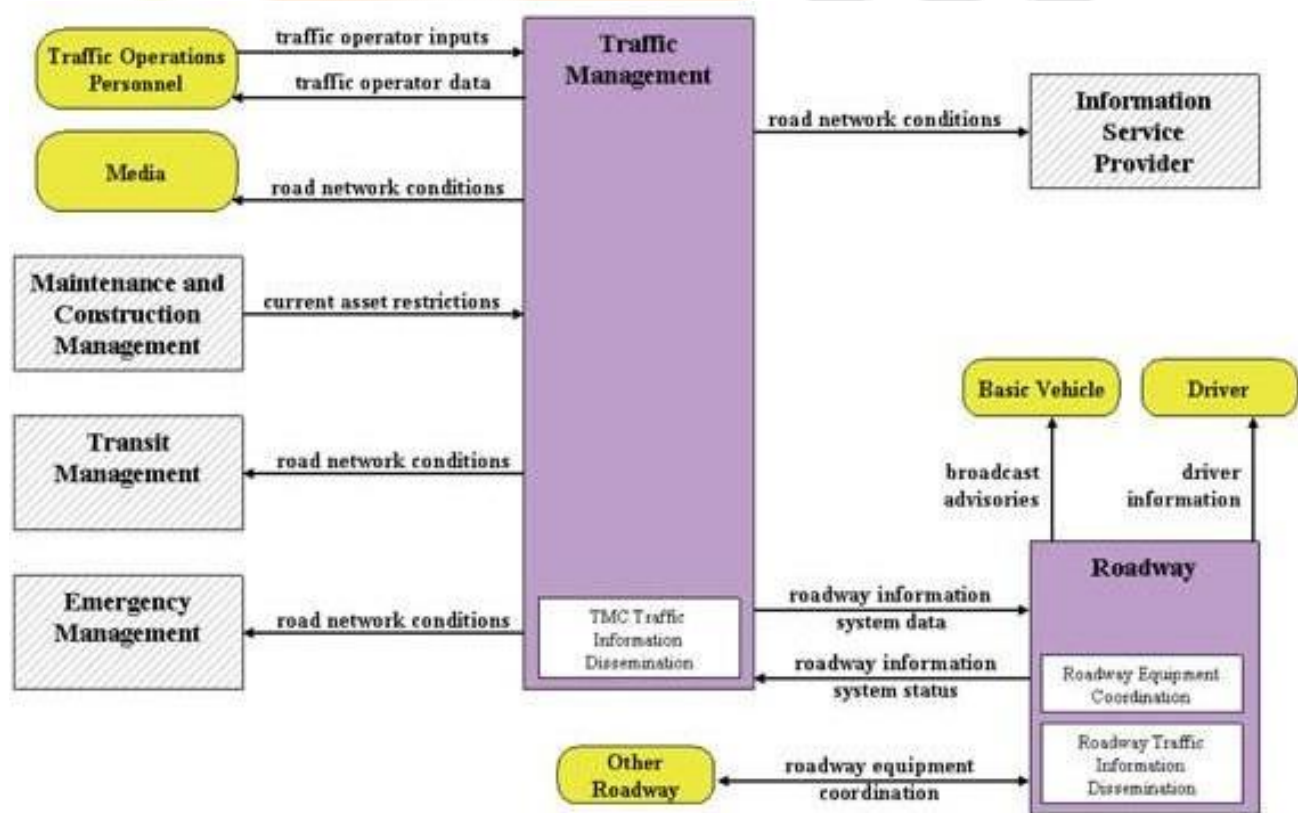 Traffic Operations
Personnel
traffic operator inputs
traffic operator data
Traffic
Management
road network conditions
Information
Service
Provider
Media
road network conditions
Maintenance and
Construction
Management
current asset restrictions
Transit
Management
road network conditions
Emergency
Management
road network conditions
TMC Traffic
Information
Dissemination
Basic Vehicle
Driver
broadcast
advisories
driver
information
Roadway
roadway information
system data
roadway information
system status
Roadway Equipment
Coordination
Roadway Traffic
Information
Dissemination
Other
Roadway
roadway equipment
coordination